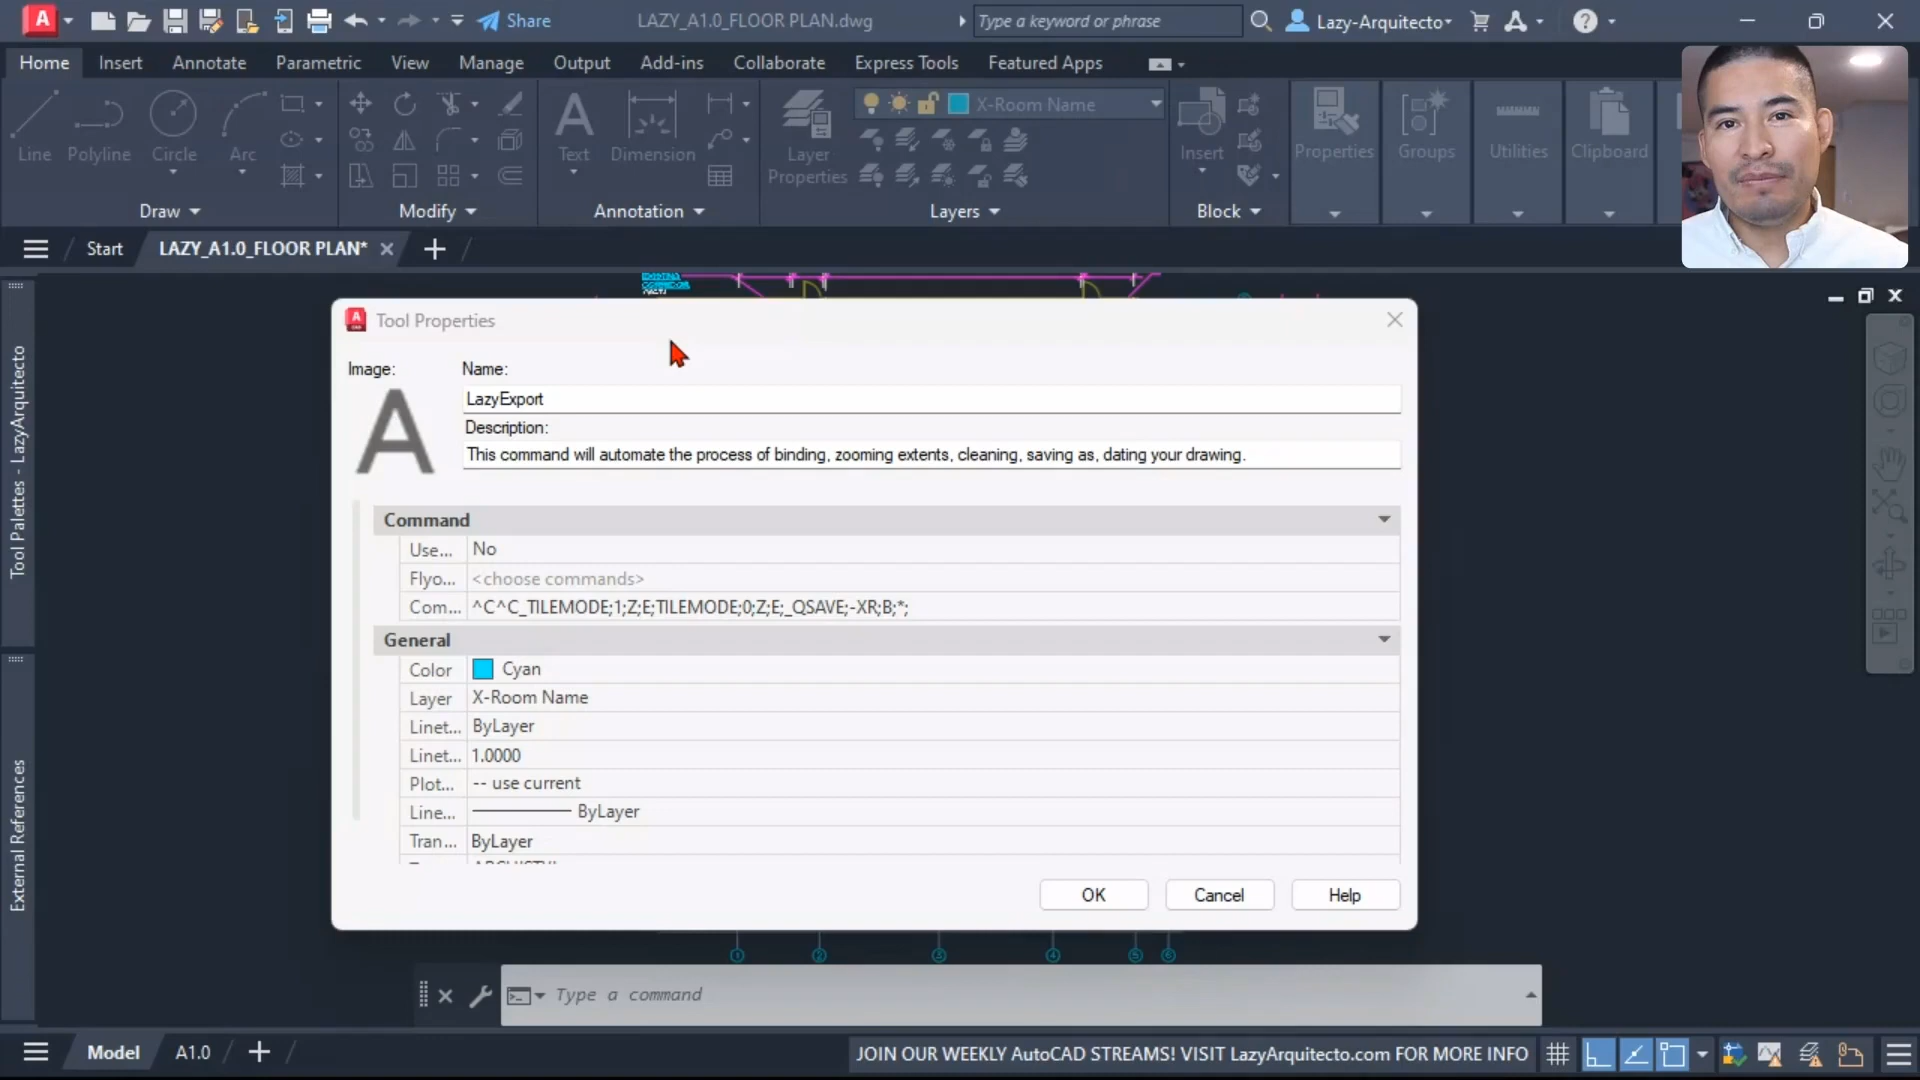 Share
LAZY_A1.0_FLOOR PLAN.dwg
Type a keyword or phrase
Lazy-Arquitecto
Home
Insert
Annotate
Parametric
View
Manage
Output
Add-ins
Collaborate
Express Tools
Featured Apps
Line
Polyline
Circle
Arc
Text
Dimension
Layer
Properties
X-Room Name
Insert
Properties
Groups
Utilities
Clipboard
Draw
Modify
Annotation
Layers
Block
Start
LAZY_A1.0_FLOOR PLAN*
Tool Palettes - LazyArquitecto
External References
Tool Properties
Image:
Name:
LazyExport
Description:
This command will automate the process of binding, zooming extents, cleaning, saving as, dating your drawing.
Command
Use... No
Flyo... <choose commands>
Com... ^C^C_TILEMODE;1;Z;E;TILEMODE;0;Z;E;_QSAVE;-XR;B;*;
General
Color Cyan
Layer X-Room Name
Linet... ByLayer
Linet... 1.0000
Plot... -- use current
Line... ByLayer
Tran... ByLayer
OK
Cancel
Help
1 2 3 4 5 6
Type a command
Model
A1.0
JOIN OUR WEEKLY AutoCAD STREAMS! VISIT LazyArquitecto.com FOR MORE INFO